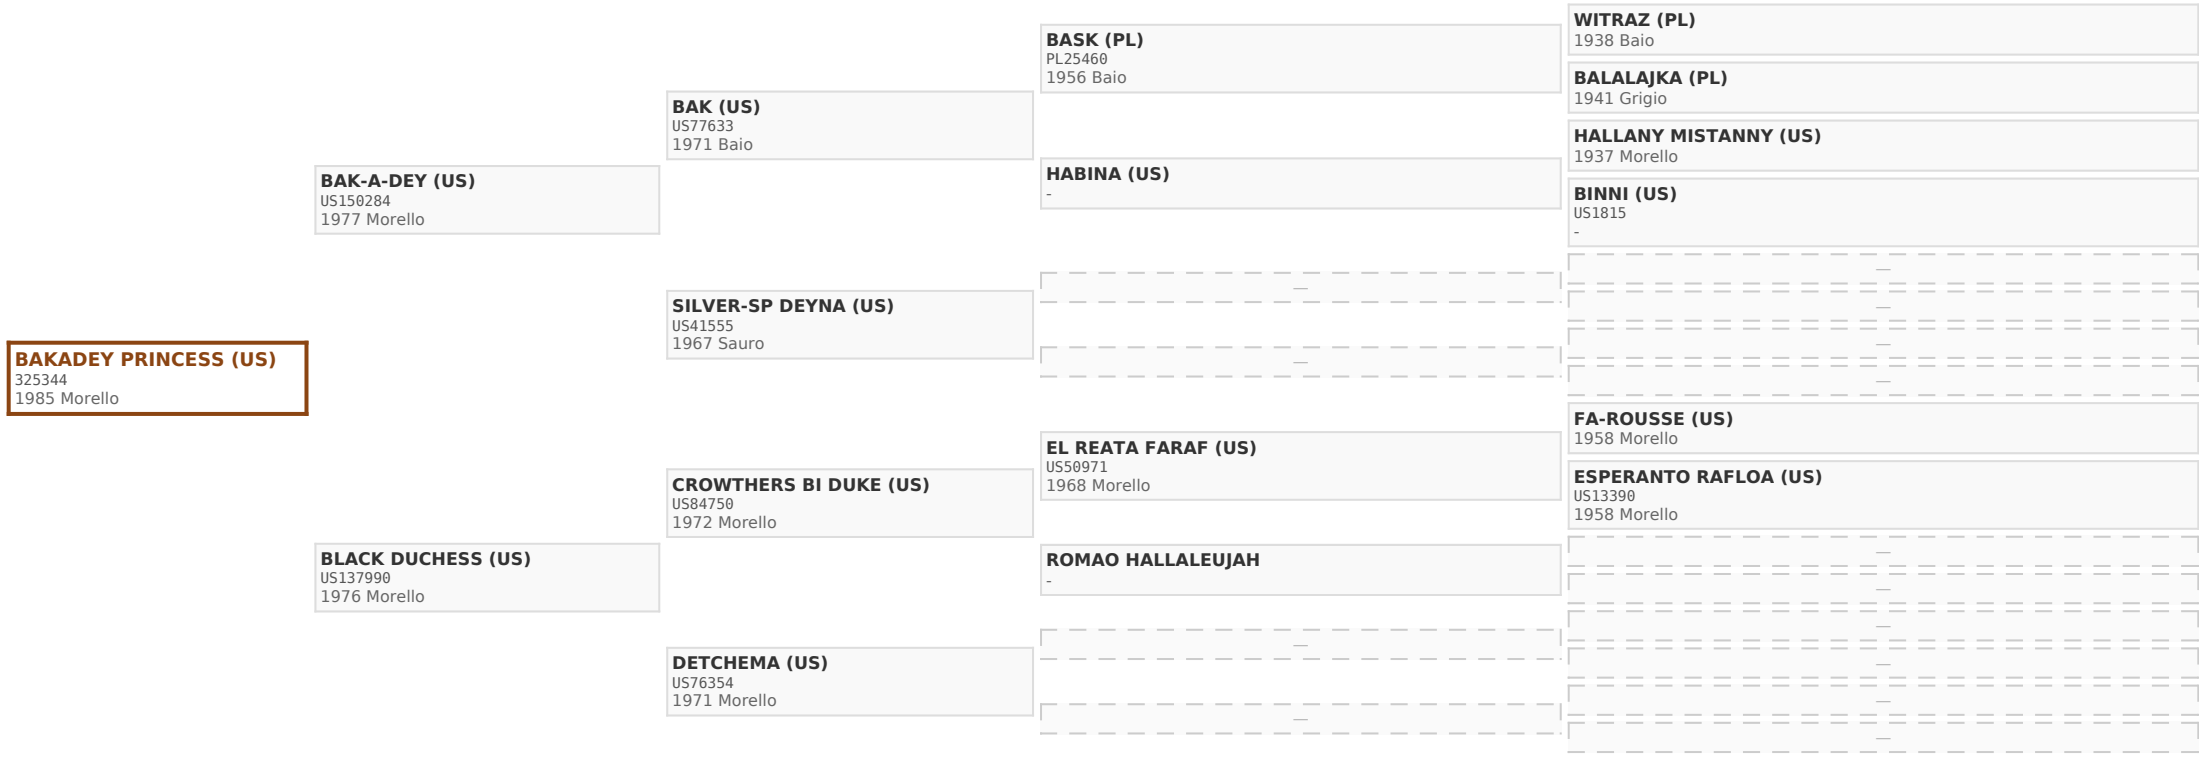 BAKADEY PRINCESS (US)
325344
1985 Morello
BAK-A-DEY (US)
US150284
1977 Morello
BLACK DUCHESS (US)
US137990
1976 Morello
BAK (US)
US77633
1971 Baio
SILVER-SP DEYNA (US)
US41555
1967 Sauro
CROWTHERS BI DUKE (US)
US84750
1972 Morello
DETCHEMA (US)
US76354
1971 Morello
BASK (PL)
PL25460
1956 Baio
HABINA (US)
-
—
—
EL REATA FARAF (US)
US50971
1968 Morello
ROMAO HALLALEUJAH
-
—
—
WITRAZ (PL)
1938 Baio
BALALAJKA (PL)
1941 Grigio
HALLANY MISTANNY (US)
1937 Morello
BINNI (US)
US1815
-
—
—
—
—
FA-ROUSSE (US)
1958 Morello
ESPERANTO RAFLOA (US)
US13390
1958 Morello
—
—
—
—
—
—